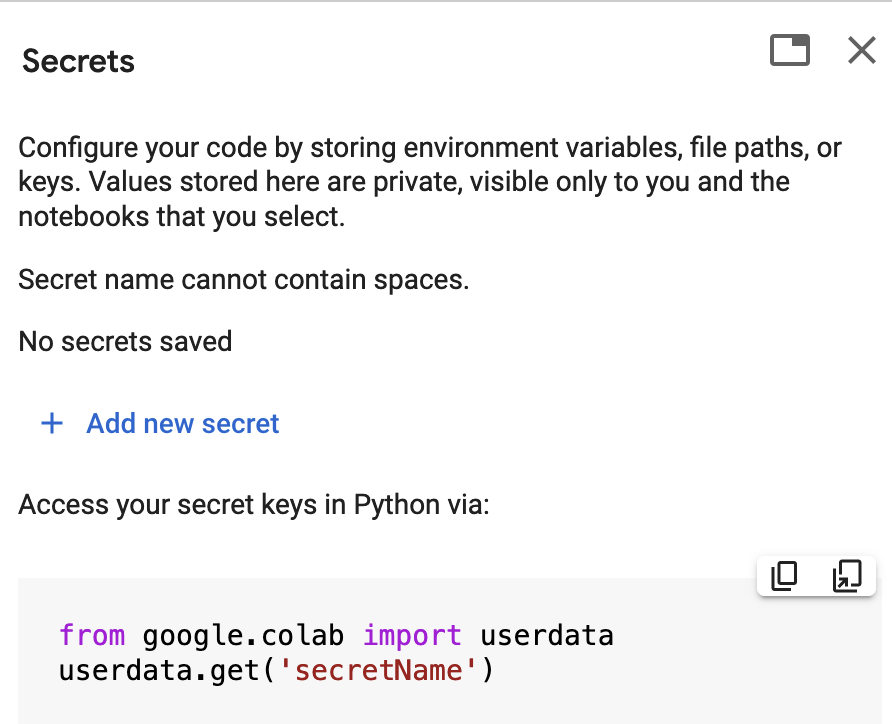 Secrets
Configure your code by storing environment variables, file paths, or
keys. Values stored here are private, visible only to you and the
notebooks that you select.
Secret name cannot contain spaces.
No secrets saved
+ Add new secret
Access your secret keys in Python via:
from google.colab import userdata
userdata.get('secretName')